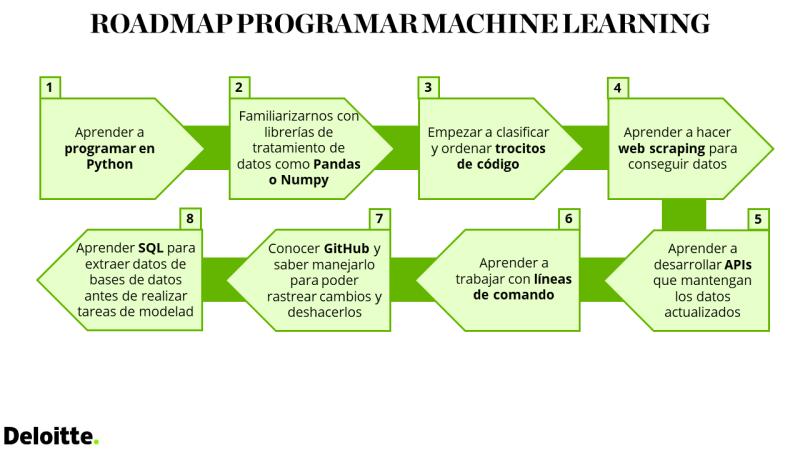 ROADMAP PROGRAMAR MACHINE LEARNING
1
Aprender a
programar en
Python
2
Familiarizarnos con
librerías de
tratamiento de
datos como Pandas
o Numpy
3
Empezar a clasificar
y ordenar trocitos
de código
4
Aprender a hacer
web scraping para
conseguir datos
5
Aprender a
desarrollar APIs
que mantengan
los datos
actualizados
6
Aprender a
trabajar con líneas
de comando
7
Conocer GitHub y
saber manejarlo
para poder
rastrear cambios y
deshacerlos
8
Aprender SQL para
extraer datos de
bases de datos
antes de realizar
tareas de modelad
Deloitte.